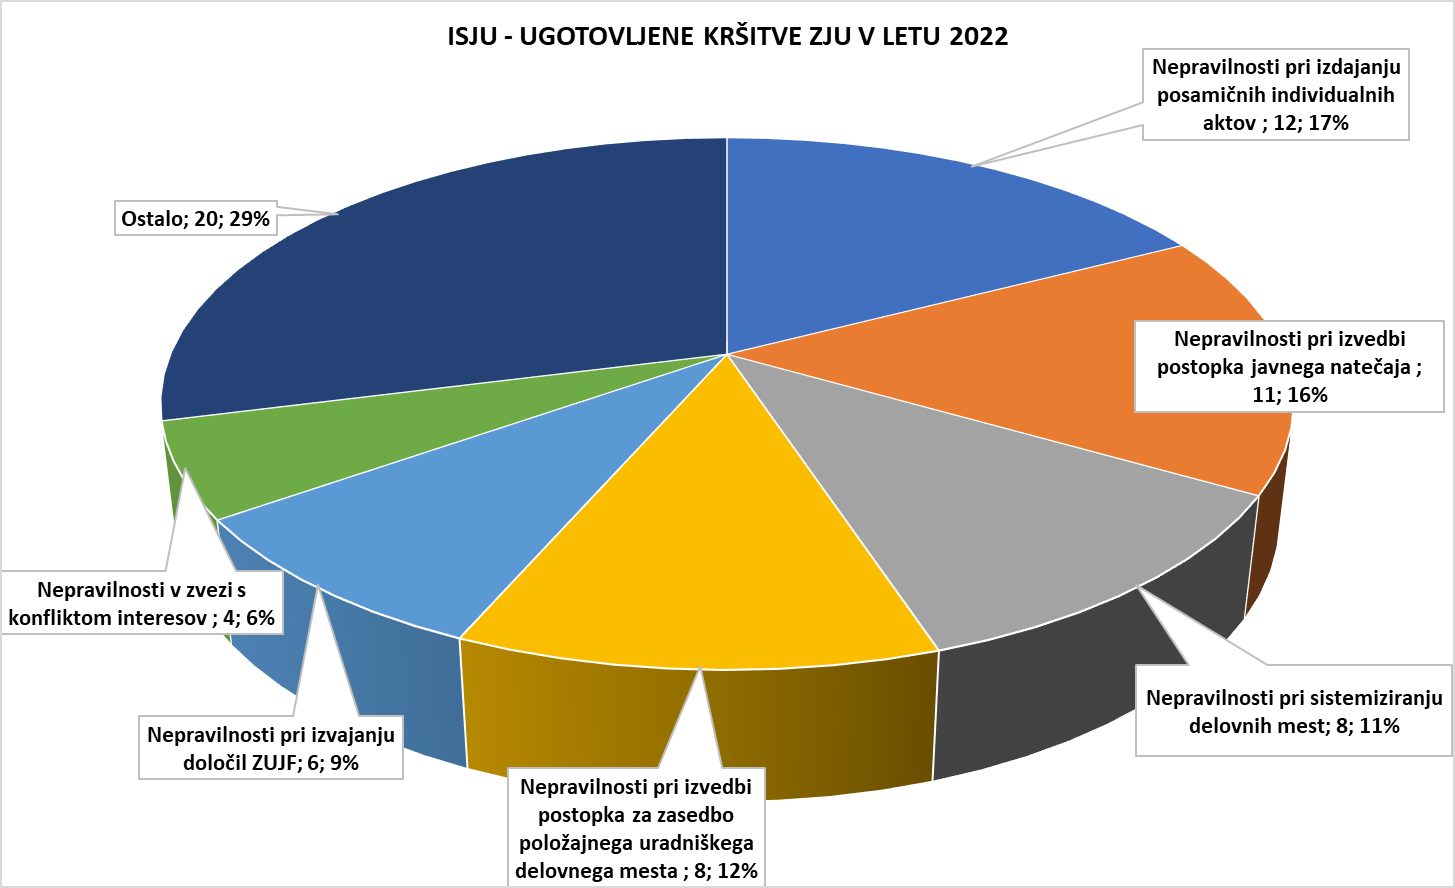 ISJU - UGOTOVLJENE KRŠITVE ZJU V LETU 2022
Nepravilnosti pri izdajanju
posamičnih individualnih
aktov ; 12; 17%
Nepravilnosti pri izvedbi
postopka javnega natečaja ;
11; 16%
Nepravilnosti pri sistemiziranju
delovnih mest; 8; 11%
Nepravilnosti pri izvedbi
postopka za zasedbo
položajnega uradniškega
delovnega mesta ; 8; 12%
Nepravilnosti pri izvajanju
določil ZUJF; 6; 9%
Nepravilnosti v zvezi s
konfliktom interesov ; 4; 6%
Ostalo; 20; 29%